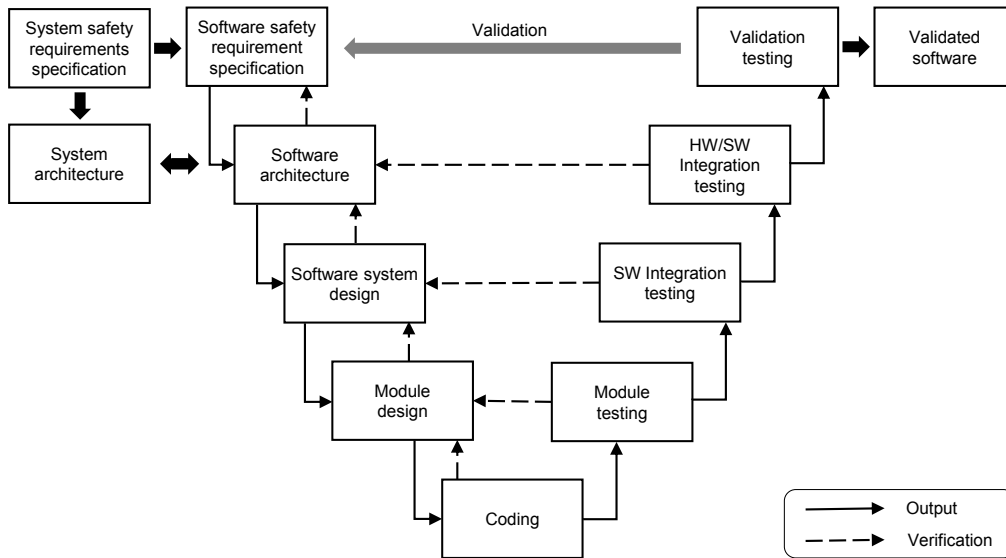 System safety
requirements
specification
Software safety
requirement
specification
Validation
Validation
testing
Validated
software
System
architecture
Software
architecture
HW/SW
Integration
testing
Software system
design
SW Integration
testing
Module
design
Module
testing
Coding
Output
Verification